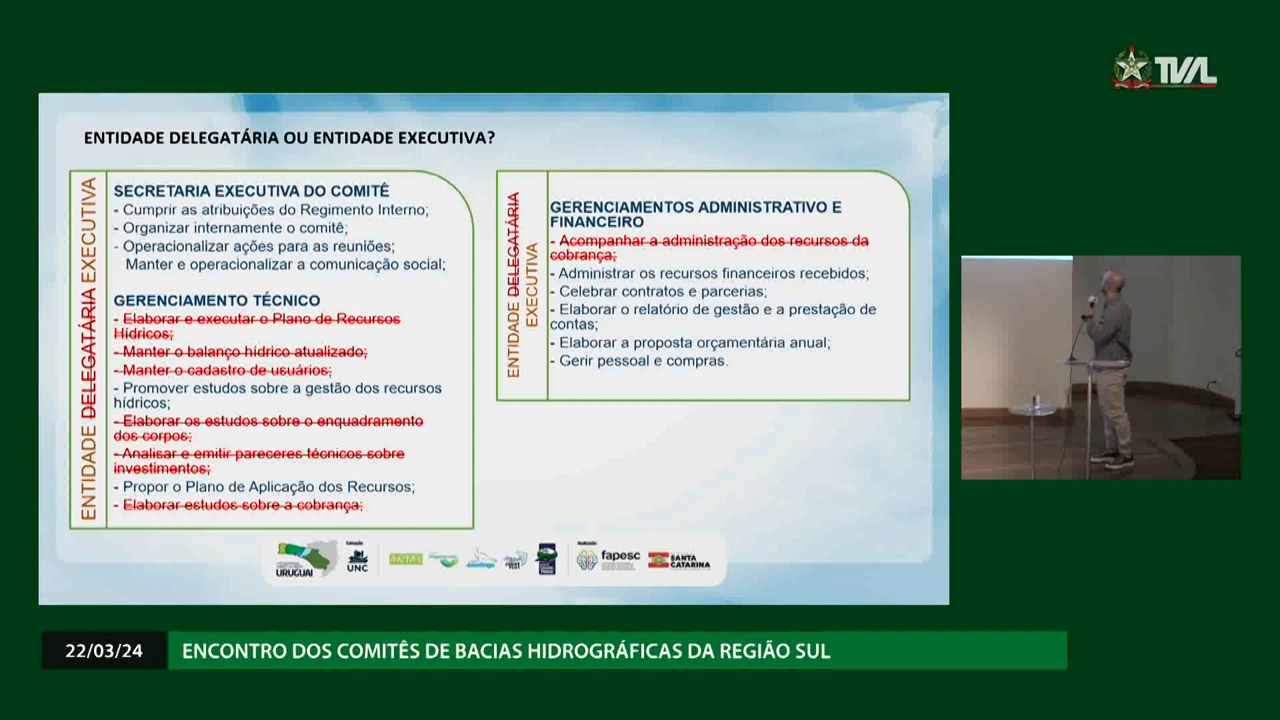 TVAL
ENTIDADE DELEGATÁRIA OU ENTIDADE EXECUTIVA?
ENTIDADE DELEGATÁRIA EXECUTIVA
SECRETARIA EXECUTIVA DO COMITÊ
- Cumprir as atribuições do Regimento Interno;
- Organizar internamente o comitê;
- Operacionalizar ações para as reuniões;
Manter e operacionalizar a comunicação social;
GERENCIAMENTO TÉCNICO
- Elaborar e executar o Plano de Recursos
Hídricos;
- Manter o balanço hídrico atualizado;
- Manter o cadastro de usuários;
- Promover estudos sobre a gestão dos recursos
hídricos;
- Elaborar os estudos sobre o enquadramento
dos corpos;
- Analisar e emitir pareceres técnicos sobre
investimentos;
- Propor o Plano de Aplicação dos Recursos;
- Elaborar estudos sobre a cobrança;
ENTIDADE DELEGATÁRIA
EXECUTIVA
GERENCIAMENTOS ADMINISTRATIVO E
FINANCEIRO
- Acompanhar a administração dos recursos da
cobrança;
- Administrar os recursos financeiros recebidos;
- Celebrar contratos e parcerias;
- Elaborar o relatório de gestão e a prestação de
contas;
- Elaborar a proposta orçamentária anual;
- Gerir pessoal e compras.
URUGUAI
UNC
ANTAS
fapesc
SANTA
CATARINA
22/03/24
ENCONTRO DOS COMITÊS DE BACIAS HIDROGRÁFICAS DA REGIÃO SUL